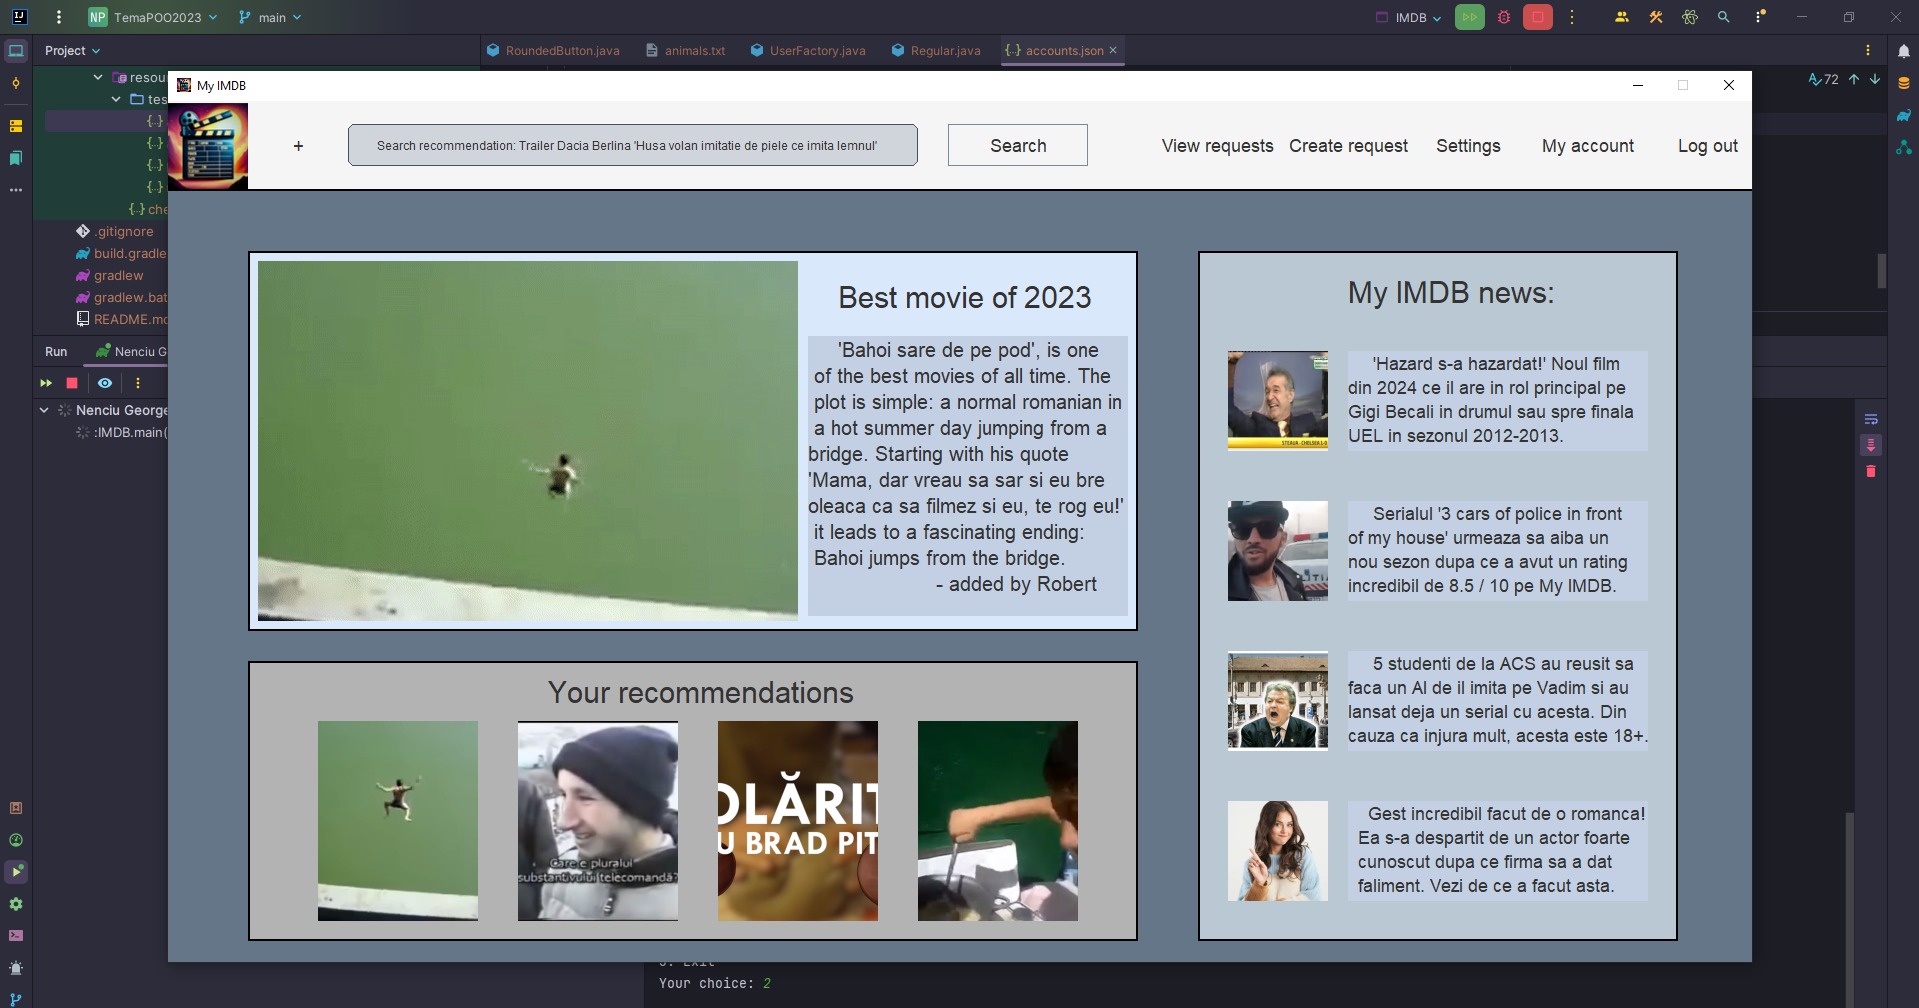 NP TemaPOO2023
main
IMDB
Project
RoundedButton.java
animals.txt
UserFactory.java
Regular.java
accounts.json
72
resou
tes
che
.gitignore
build.gradle
gradlew
gradlew.bat
README.md
Run
Nenciu G
Nenciu George
:IMDB.main(
My IMDB
+
Search recommendation: Trailer Dacia Berlina 'Husa volan imitatie de piele ce imita lemnul'
Search
View requests
Create request
Settings
My account
Log out
Best movie of 2023
'Bahoi sare de pe pod', is one
of the best movies of all time. The
plot is simple: a normal romanian in
a hot summer day jumping from a
bridge. Starting with his quote
'Mama, dar vreau sa sar si eu bre
oleaca ca sa filmez si eu, te rog eu!'
it leads to a fascinating ending:
Bahoi jumps from the bridge.
- added by Robert
Your recommendations
Care e pluralul
substantivului telecomandă?
OLĂRIT
U BRAD PIT
My IMDB news:
STEAUA - CHELSEA 1-0
'Hazard s-a hazardat!' Noul film
din 2024 ce il are in rol principal pe
Gigi Becali in drumul sau spre finala
UEL in sezonul 2012-2013.
Serialul '3 cars of police in front
of my house' urmeaza sa aiba un
nou sezon dupa ce a avut un rating
incredibil de 8.5 / 10 pe My IMDB.
5 studenti de la ACS au reusit sa
faca un AI de il imita pe Vadim si au
lansat deja un serial cu acesta. Din
cauza ca injura mult, acesta este 18+.
Gest incredibil facut de o romanca!
Ea s-a despartit de un actor foarte
cunoscut dupa ce firma sa a dat
faliment. Vezi de ce a facut asta.
Your choice: 2